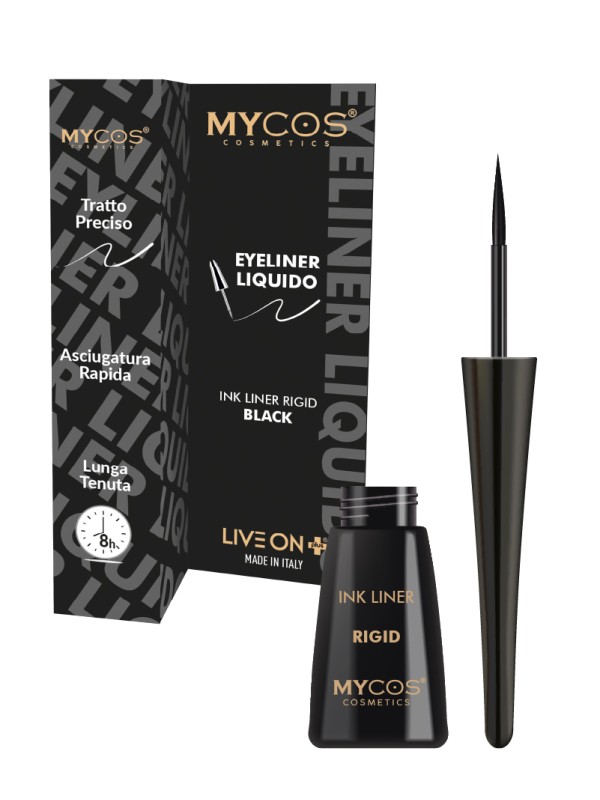 MYCOS®
COSMETICS
Tratto
Preciso
Asciugatura
Rapida
Lunga
Tenuta
8h
MYCOS®
COSMETICS
EYELINER
LIQUIDO
INK LINER RIGID
BLACK
LIVE ON
MADE IN ITALY
EYELINER LIQUID
INK LINER
RIGID
MYCOS®
COSMETICS